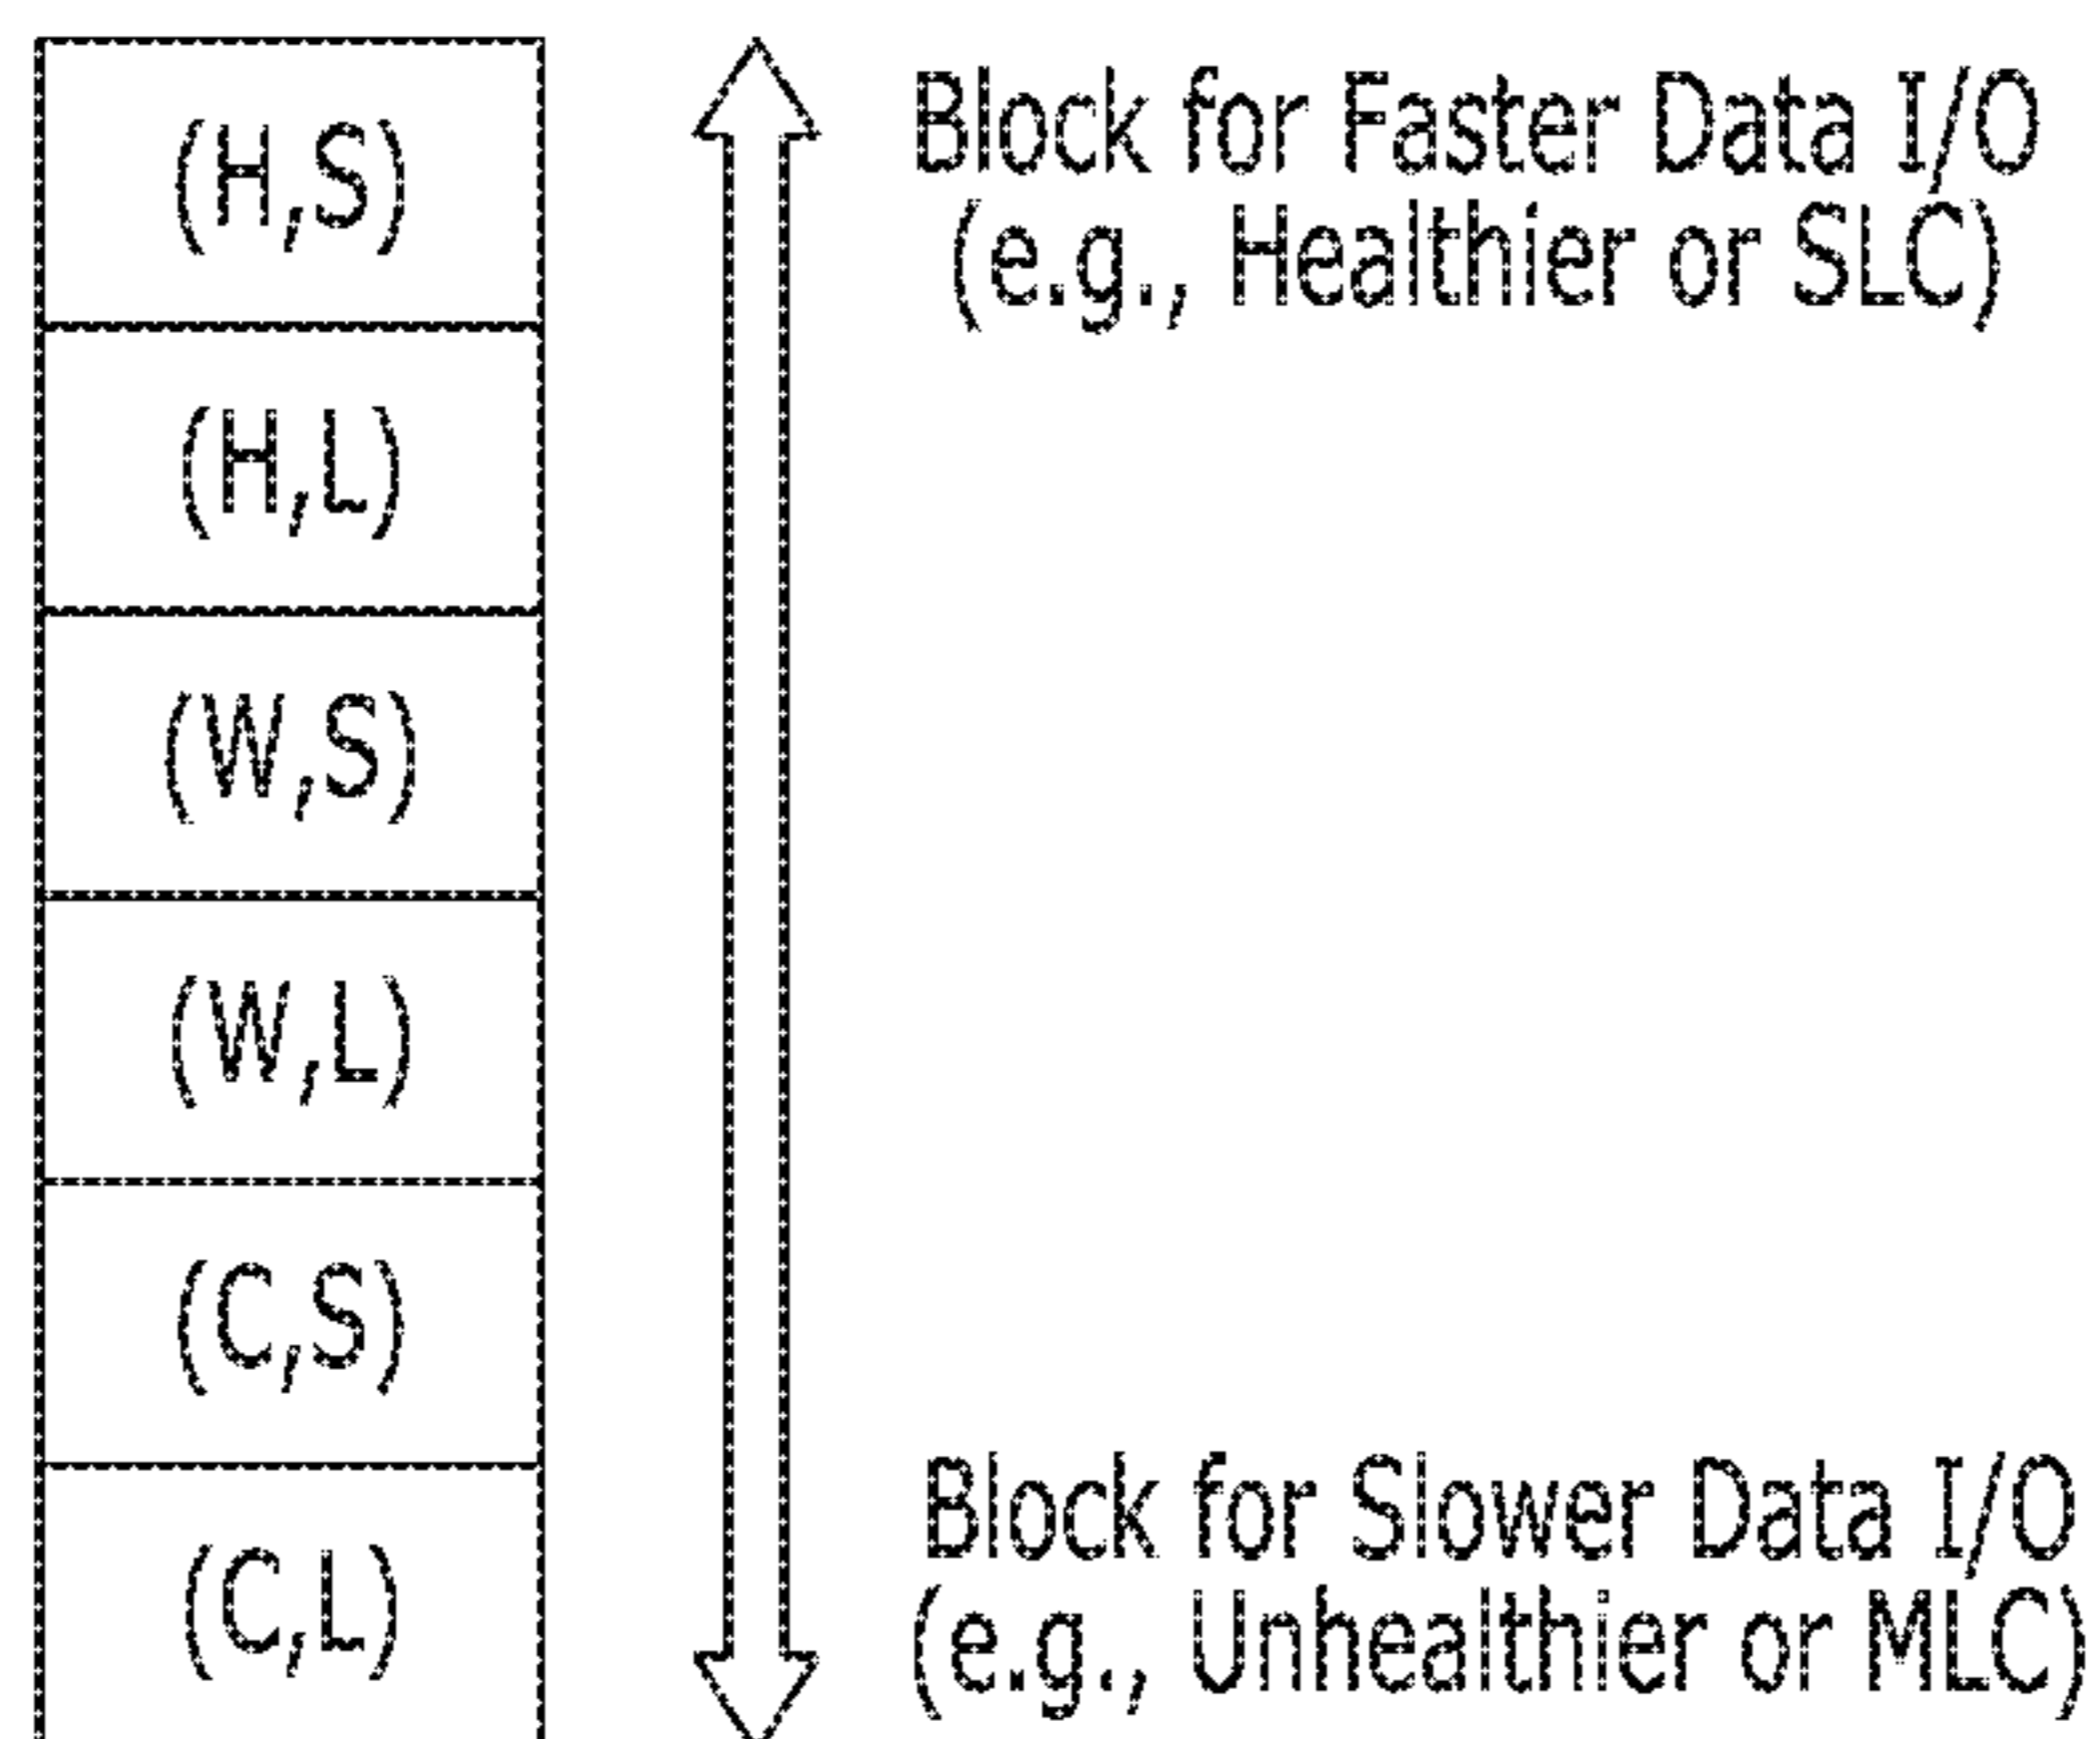 (H,S)
Block for Faster Data I/O
(e.g., Healthier or SLC)
(H,L)
(W,S)
(W,L)
(C,S)
(C,L)
Block for Slower Data I/O
(e.g., Unhealthier or MLC)